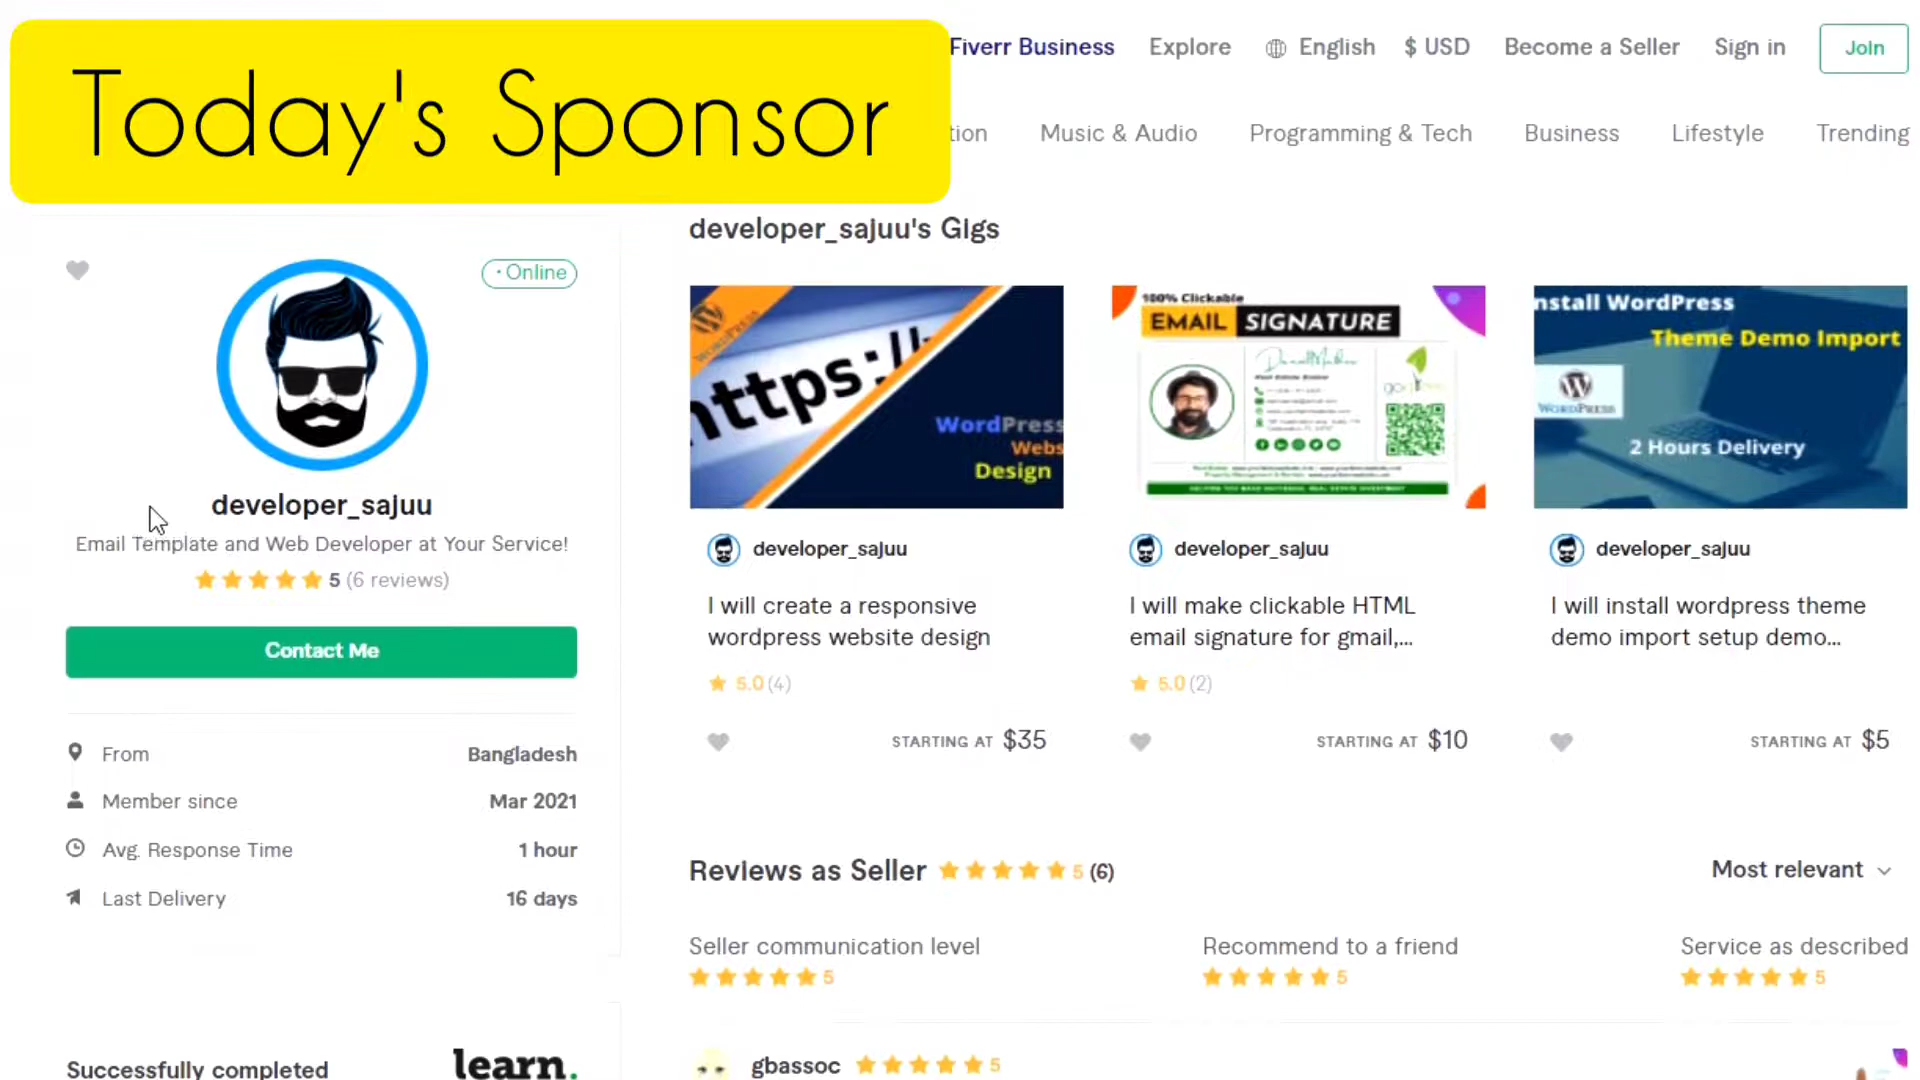 Today's Sponsor
Fiverr Business Explore English $ USD Become a Seller Sign in Join
tion Music & Audio Programming & Tech Business Lifestyle Trending
developer_sajuu's Gigs
• Online
WORDPRESS
https://
WordPress
Webs
Design
100% Clickable
EMAIL SIGNATURE
nstall WordPress
Theme Demo Import
WORDPRESS
2 Hours Delivery
developer_sajuu
Email Template and Web Developer at Your Service!
5 (6 reviews)
Contact Me
From Bangladesh
Member since Mar 2021
Avg. Response Time 1 hour
Last Delivery 16 days
Successfully completed learn.
developer_sajuu
I will create a responsive
wordpress website design
5.0 (4)
STARTING AT $35
developer_sajuu
I will make clickable HTML
email signature for gmail,...
5.0 (2)
STARTING AT $10
developer_sajuu
I will install wordpress theme
demo import setup demo...
STARTING AT $5
Reviews as Seller 5 (6)
Most relevant
Seller communication level
5
Recommend to a friend
5
Service as described
5
gbassoc 5